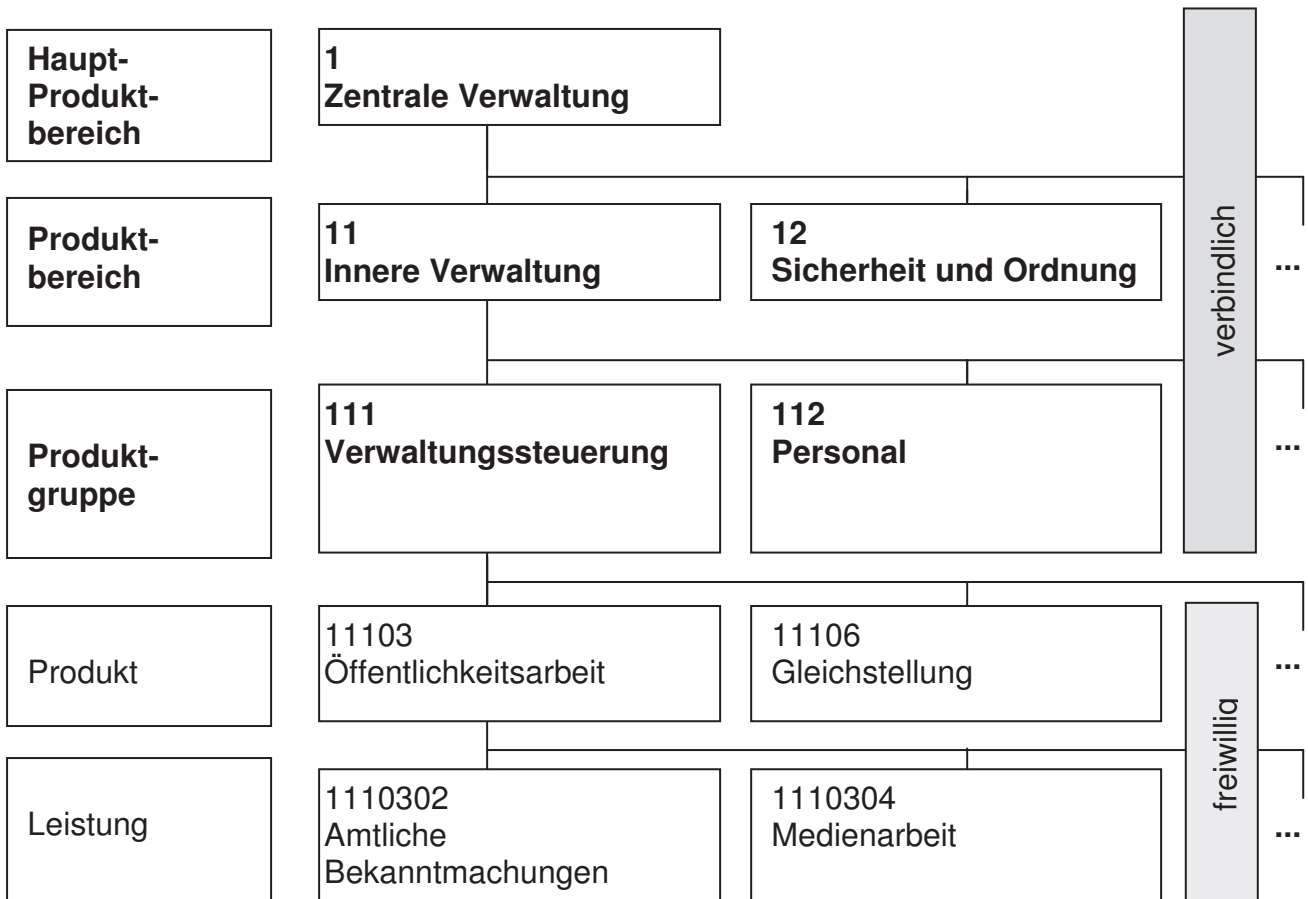 Haupt-
Produkt-
bereich
1
Zentrale Verwaltung
Produkt-
bereich
11
Innere Verwaltung
12
Sicherheit und Ordnung
...
verbindlich
Produkt-
gruppe
111
Verwaltungssteuerung
112
Personal
...
Produkt
11103
Öffentlichkeitsarbeit
11106
Gleichstellung
...
freiwillig
Leistung
1110302
Amtliche
Bekanntmachungen
1110304
Medienarbeit
...